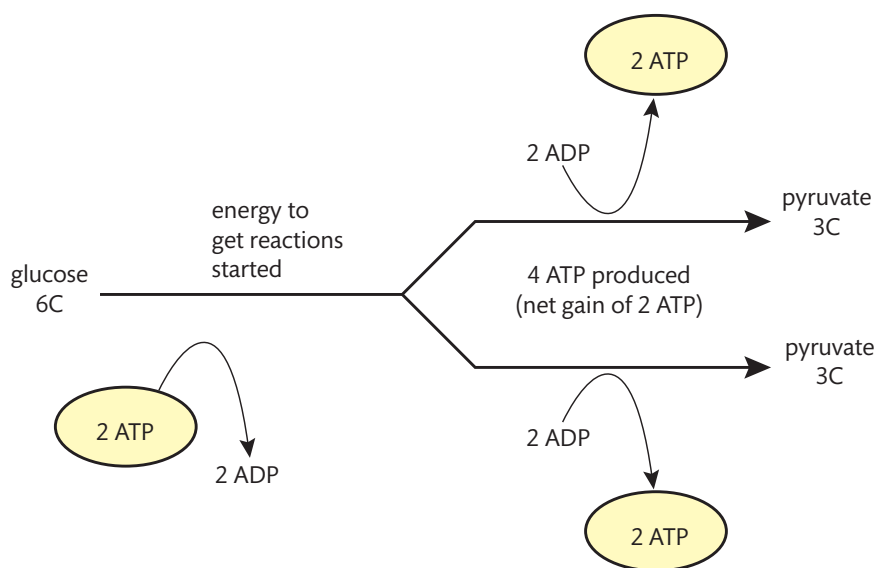 2 ATP
2 ADP
pyruvate
3C
energy to
get reactions
started
glucose
6C
4 ATP produced
(net gain of 2 ATP)
pyruvate
3C
2 ATP
2 ADP
2 ADP
2 ATP